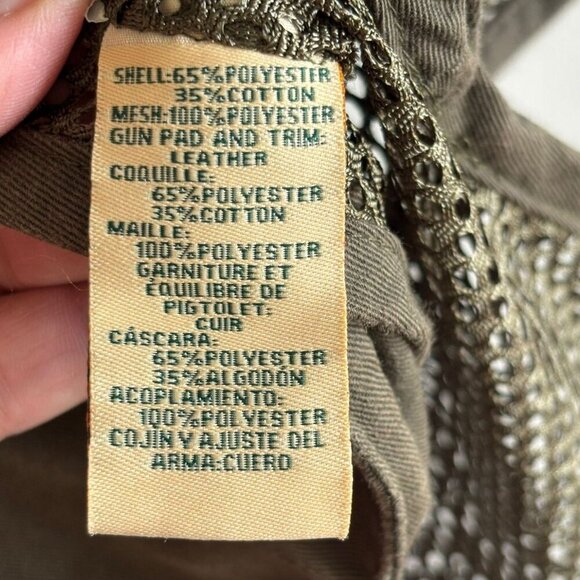 SHELL:65%POLYESTER
35%COTTON
MESH:100%POLYESTER
GUN PAD AND TRIM:
LEATHER
COQUILLE:
65%POLYESTER
35%COTTON
MAILLE:
100%POLYESTER
GARNITURE ET
ÉQUILIBRE DE
PIGTOLET:
CUIR
CÁSCARA:
65%POLYESTER
35%ALGODÓN
ACOPLAMIENTO:
100%POLYESTER
COJÍN Y AJUSTE DEL
ARMA:CUERO